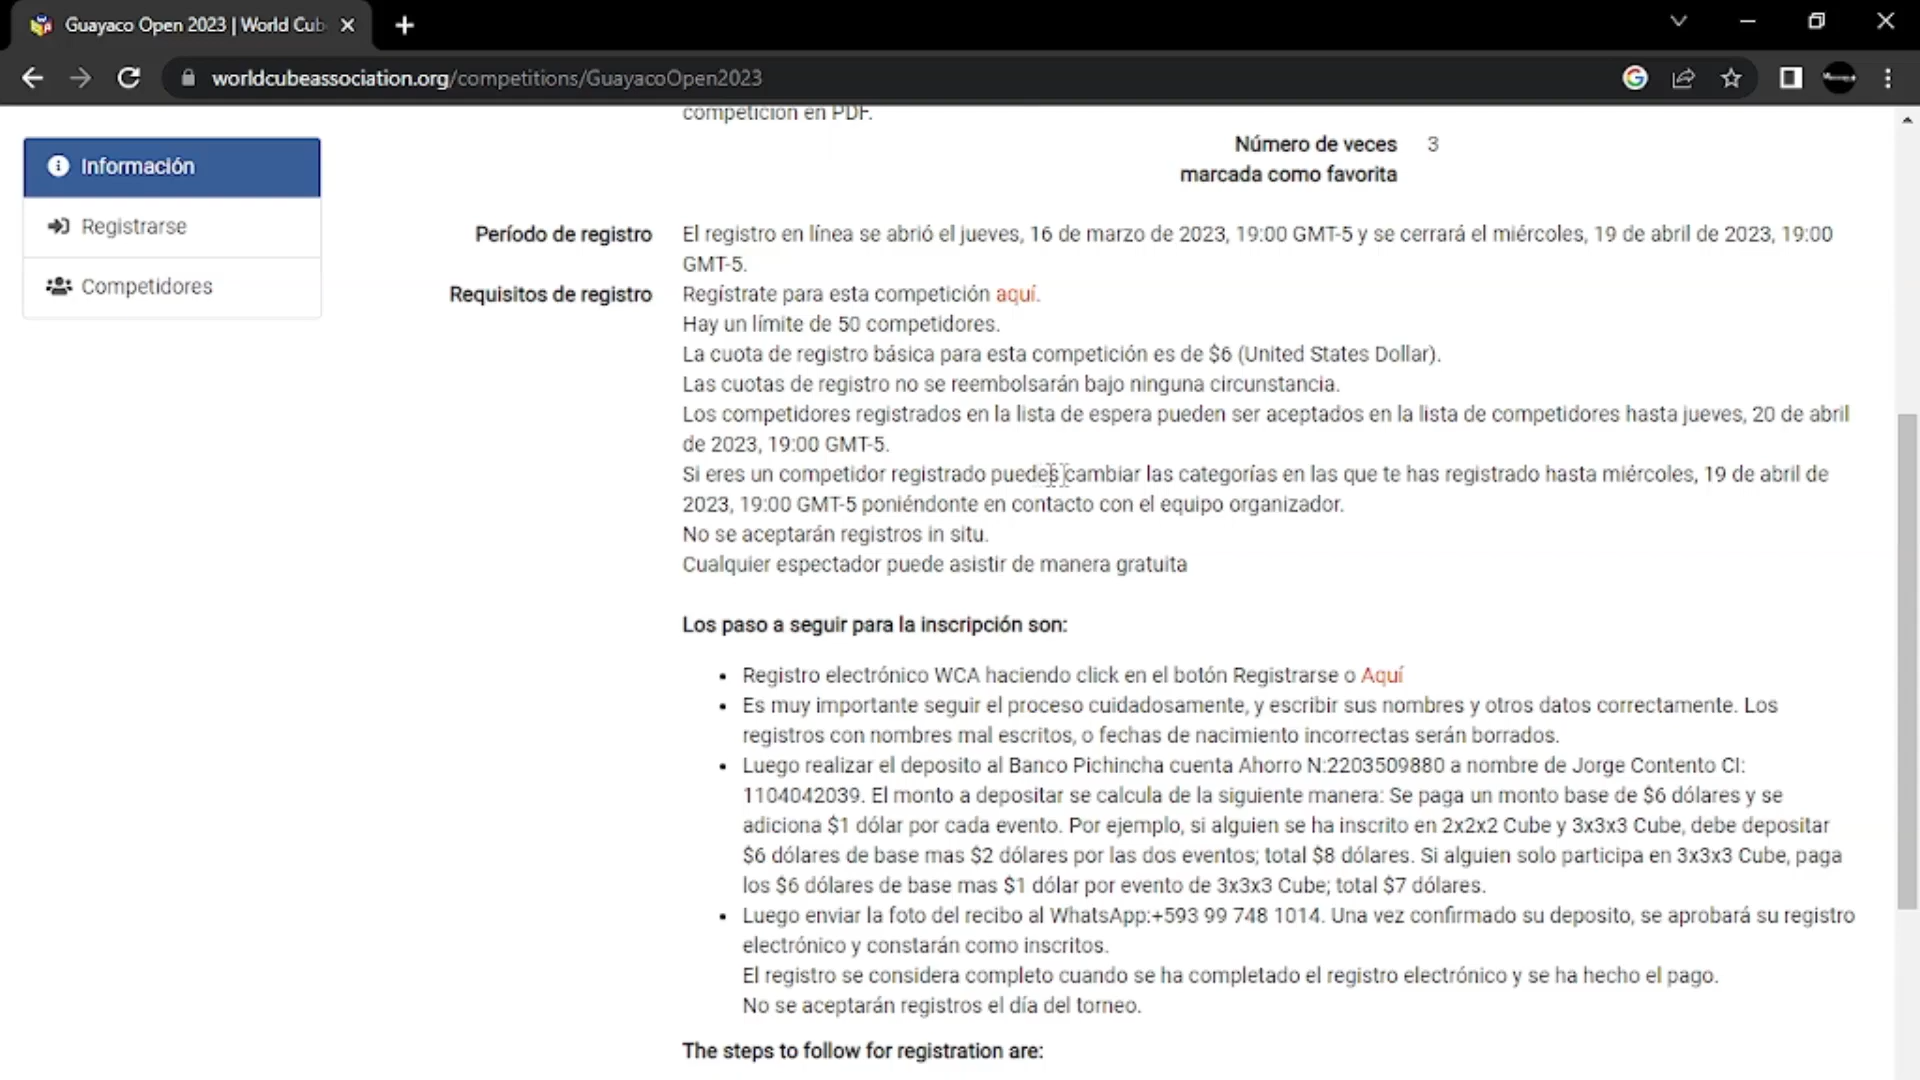 Guayaco Open 2023 | World Cub
worldcubeassociation.org/competitions/GuayacoOpen2023
competición en PDF.
Información
Registrarse
Competidores
Número de veces 3
marcada como favorita
Período de registro El registro en línea se abrió el jueves, 16 de marzo de 2023, 19:00 GMT-5 y se cerrará el miércoles, 19 de abril de 2023, 19:00
GMT-5.
Requisitos de registro Regístrate para esta competición aquí.
Hay un límite de 50 competidores.
La cuota de registro básica para esta competición es de $6 (United States Dollar).
Las cuotas de registro no se reembolsarán bajo ninguna circunstancia.
Los competidores registrados en la lista de espera pueden ser aceptados en la lista de competidores hasta jueves, 20 de abril
de 2023, 19:00 GMT-5.
Si eres un competidor registrado puedes cambiar las categorías en las que te has registrado hasta miércoles, 19 de abril de
2023, 19:00 GMT-5 poniéndonte en contacto con el equipo organizador.
No se aceptarán registros in situ.
Cualquier espectador puede asistir de manera gratuita
Los paso a seguir para la inscripción son:
• Registro electrónico WCA haciendo click en el botón Registrarse o Aquí
• Es muy importante seguir el proceso cuidadosamente, y escribir sus nombres y otros datos correctamente. Los
registros con nombres mal escritos, o fechas de nacimiento incorrectas serán borrados.
• Luego realizar el deposito al Banco Pichincha cuenta Ahorro N:2203509880 a nombre de Jorge Contento CI:
1104042039. El monto a depositar se calcula de la siguiente manera: Se paga un monto base de $6 dólares y se
adiciona $1 dólar por cada evento. Por ejemplo, si alguien se ha inscrito en 2x2x2 Cube y 3x3x3 Cube, debe depositar
$6 dólares de base mas $2 dólares por las dos eventos; total $8 dólares. Si alguien solo participa en 3x3x3 Cube, paga
los $6 dólares de base mas $1 dólar por evento de 3x3x3 Cube; total $7 dólares.
• Luego enviar la foto del recibo al WhatsApp:+593 99 748 1014. Una vez confirmado su deposito, se aprobará su registro
electrónico y constarán como inscritos.
El registro se considera completo cuando se ha completado el registro electrónico y se ha hecho el pago.
No se aceptarán registros el día del torneo.
The steps to follow for registration are: